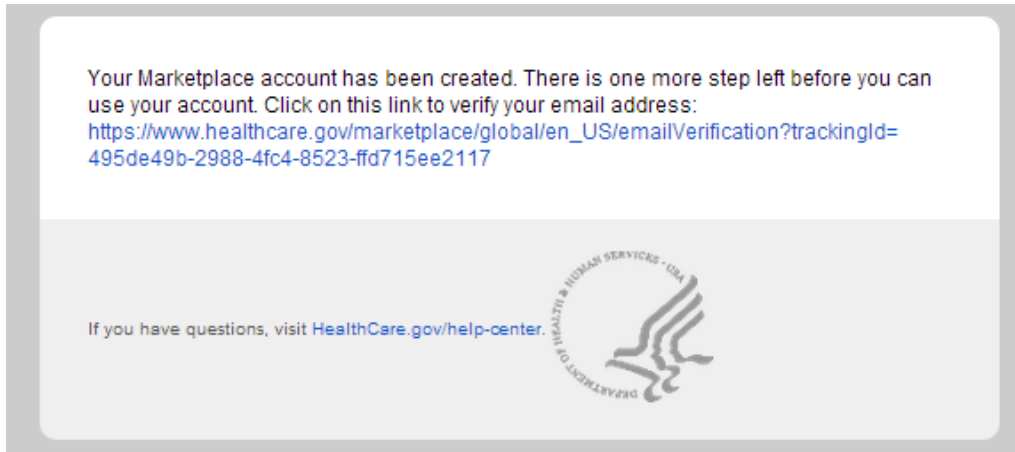 Your Marketplace account has been created. There is one more step left before you can
use your account. Click on this link to verify your email address:
https://www.healthcare.gov/marketplace/global/en_US/emailVerification?trackingId=
495de49b-2988-4fc4-8523-ffd715ee2117
If you have questions, visit HealthCare.gov/help-center.
DEPARTMENT OF HEALTH & HUMAN SERVICES · USA